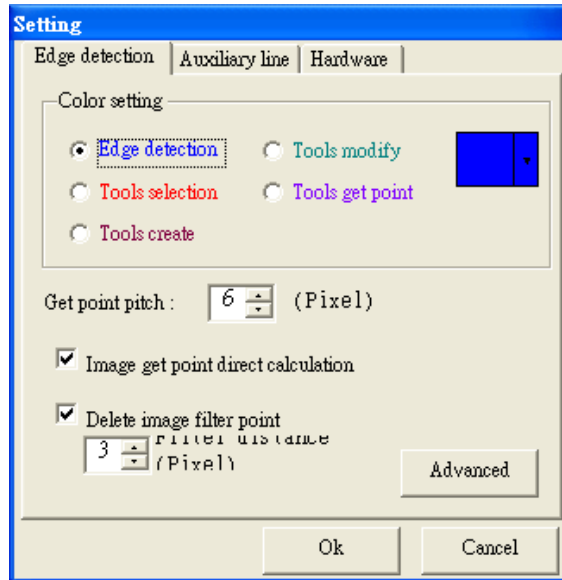 Setting
Edge detection Auxiliary line Hardware
Color setting
Edge detection Tools modify
Tools selection Tools get point
Tools create
Get point pitch : 6 (Pixel)
Image get point direct calculation
Delete image filter point
3 Filter distance
(Pixel)
Advanced
Ok Cancel